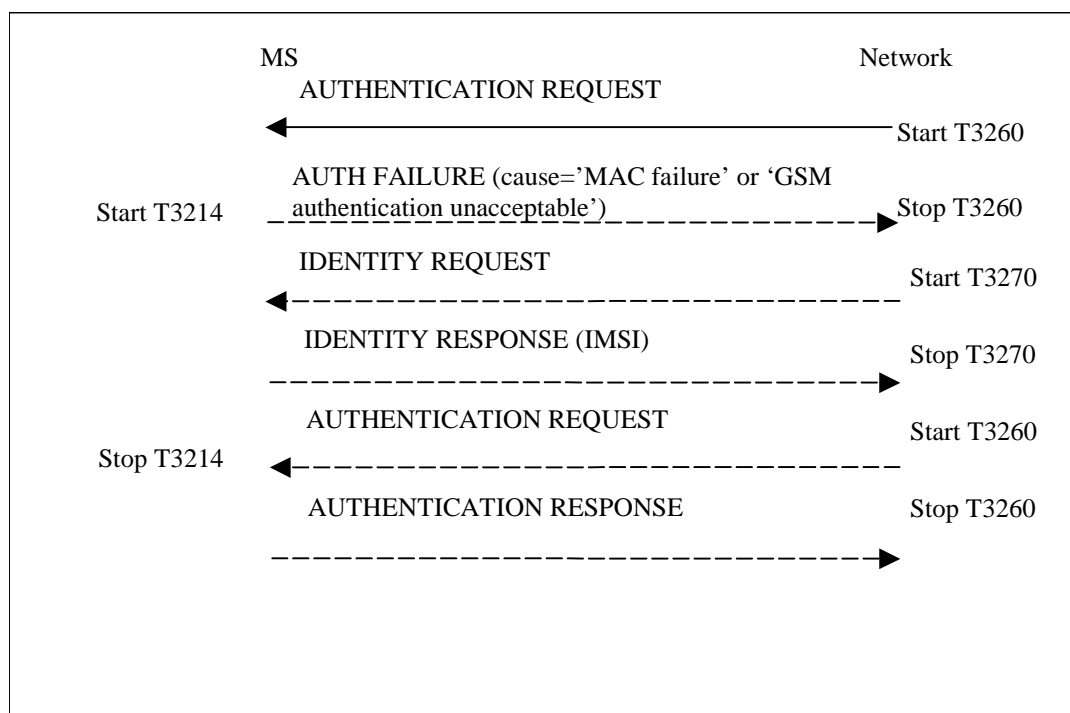 MS Network
AUTHENTICATION REQUEST
Start T3260
AUTH FAILURE (cause=’MAC failure’ or ‘GSM
authentication unacceptable’)
Start T3214
Stop T3260
IDENTITY REQUEST
Start T3270
IDENTITY RESPONSE (IMSI)
Stop T3270
AUTHENTICATION REQUEST
Start T3260
Stop T3214
AUTHENTICATION RESPONSE
Stop T3260